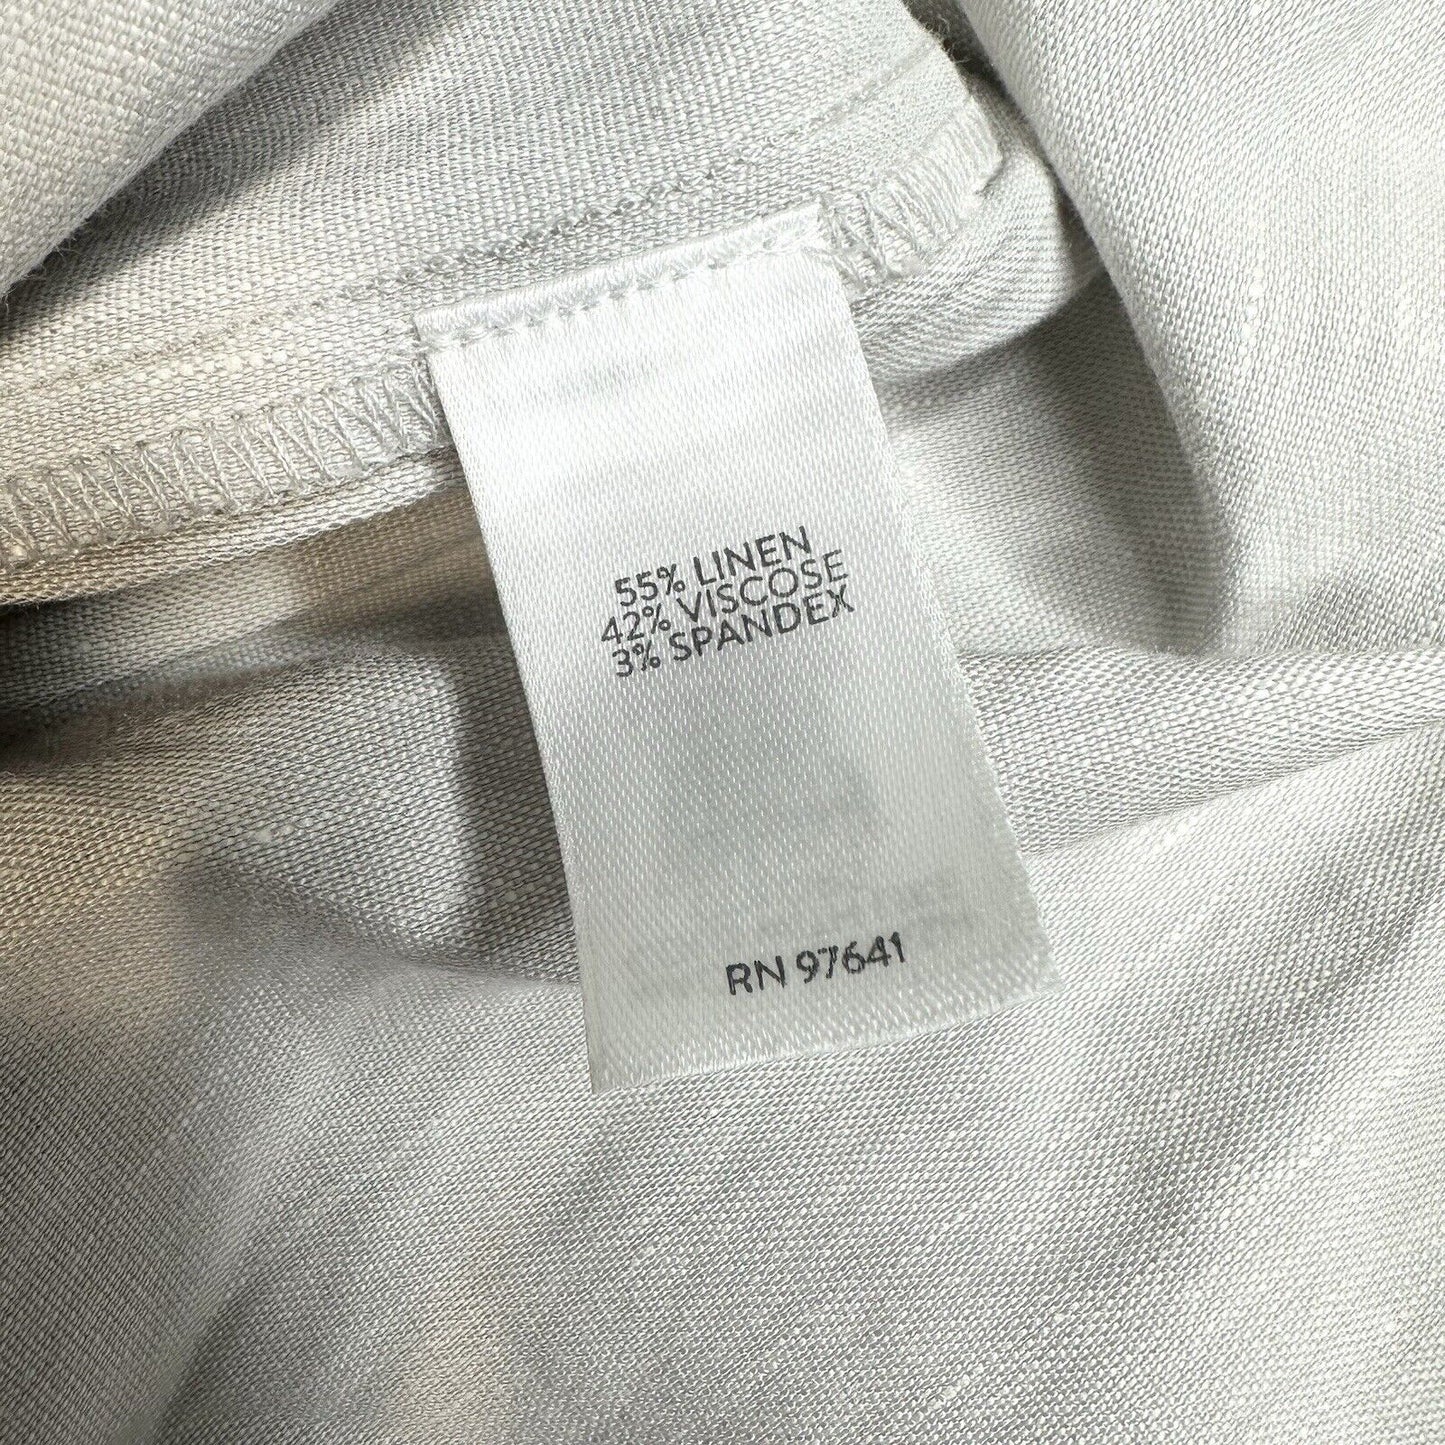 55% LINEN
42% VISCOSE
3% SPANDEX
RN 97641